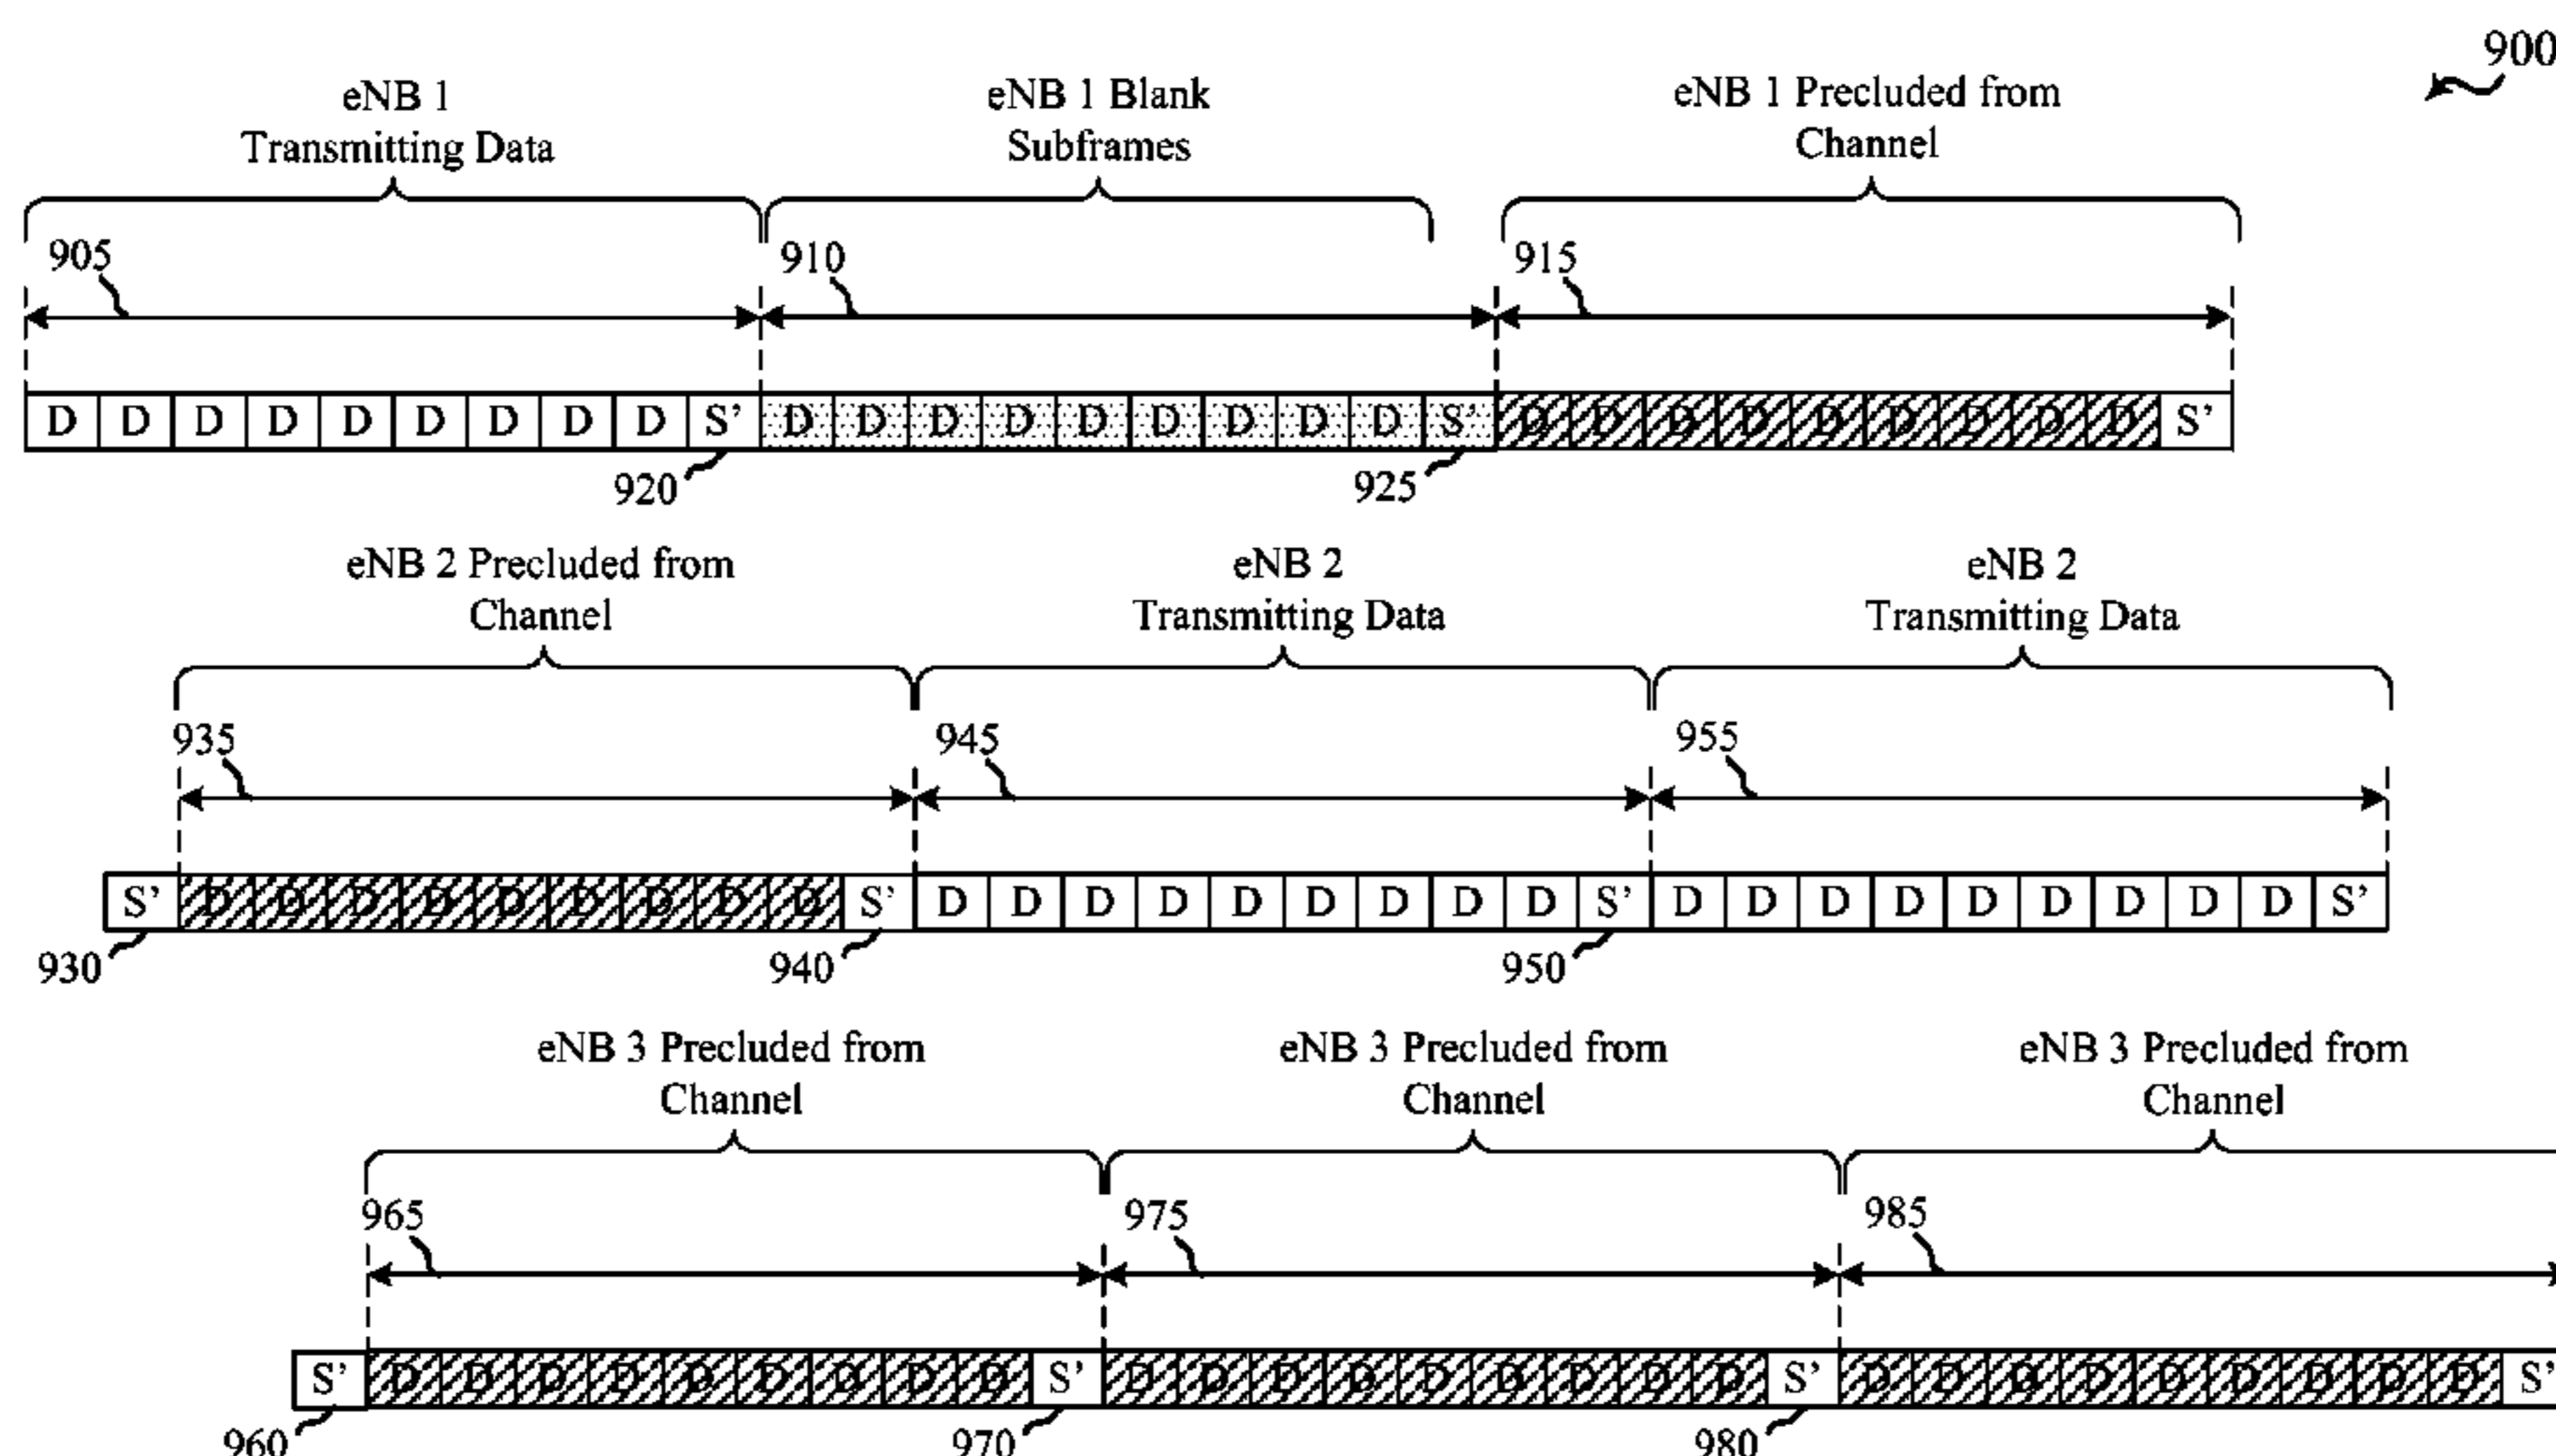 900
eNB 1
Transmitting Data
eNB 1 Blank
Subframes
eNB 1 Precluded from
Channel
905
910
915
D D D D D D D D D S’ D D D D D D D D D S’ D D D D D D D D D S’
920
925
eNB 2 Precluded from
Channel
eNB 2
Transmitting Data
eNB 2
Transmitting Data
935
945
955
S’ D D D D D D D D D S’ D D D D D D D D D S’ D D D D D D D D D S’
930
940
950
eNB 3 Precluded from
Channel
eNB 3 Precluded from
Channel
eNB 3 Precluded from
Channel
965
975
985
S’ D D D D D D D D D S’ D D D D D D D D D S’ D D D D D D D D D S’
960
970
980